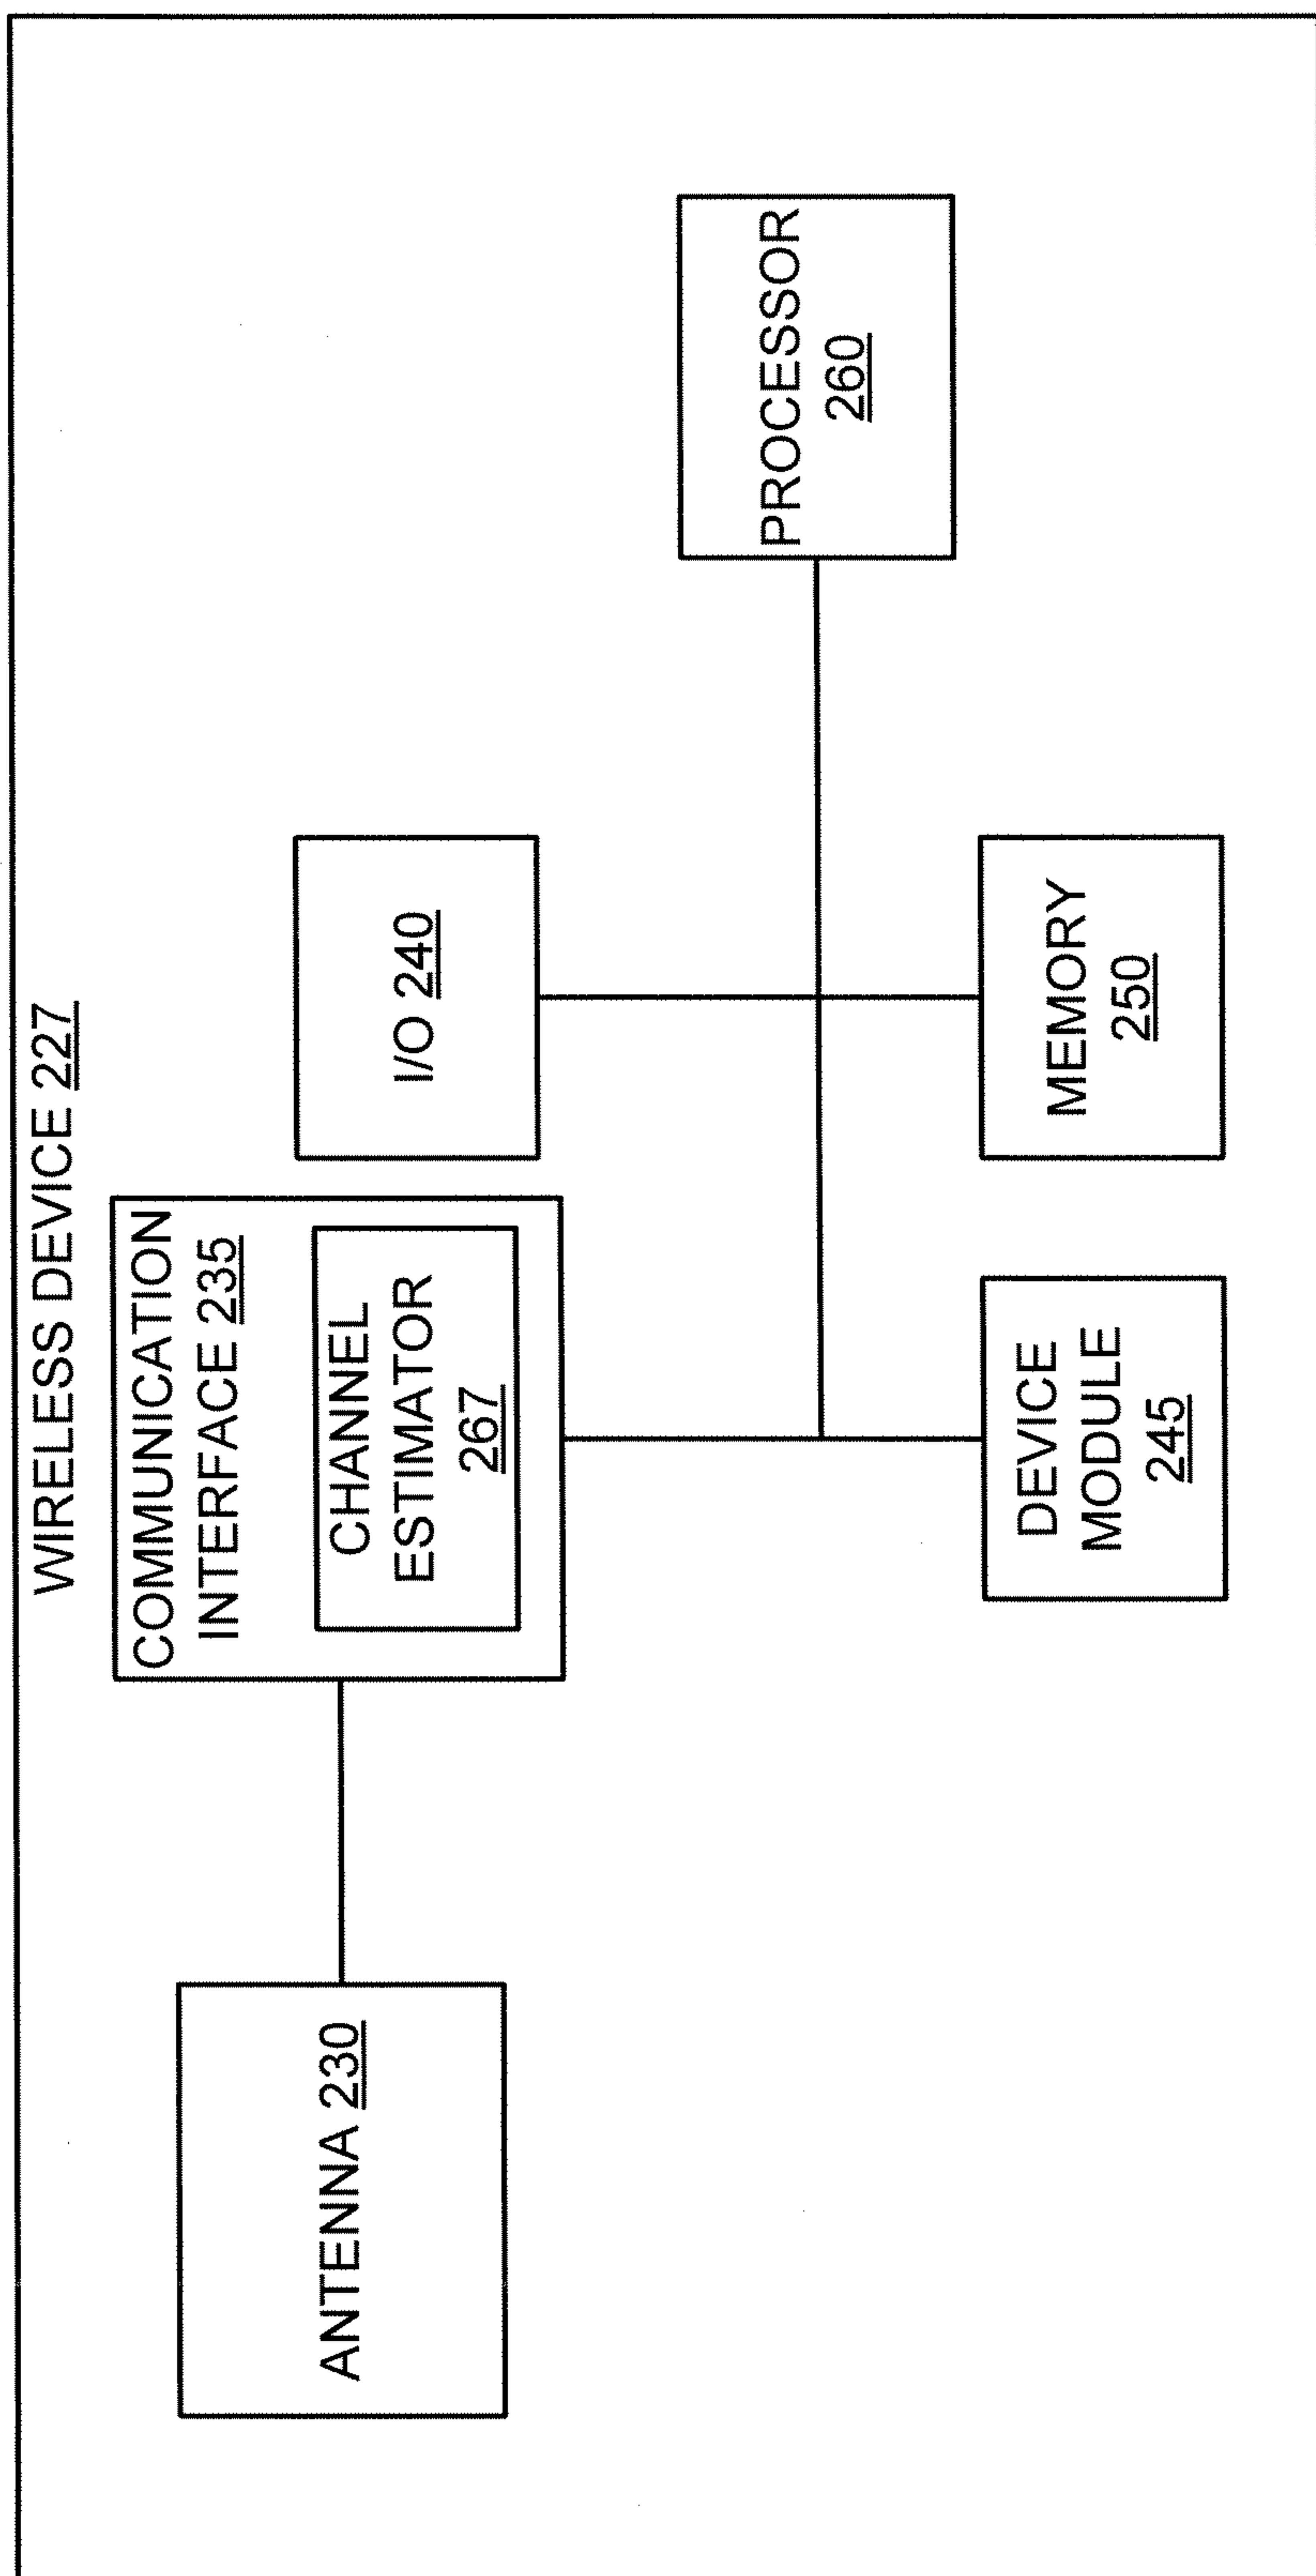 WIRELESS DEVICE 227
COMMUNICATION
INTERFACE 235
CHANNEL
ESTIMATOR
267
I/O 240
ANTENNA 230
PROCESSOR
260
DEVICE
MODULE
245
MEMORY
250